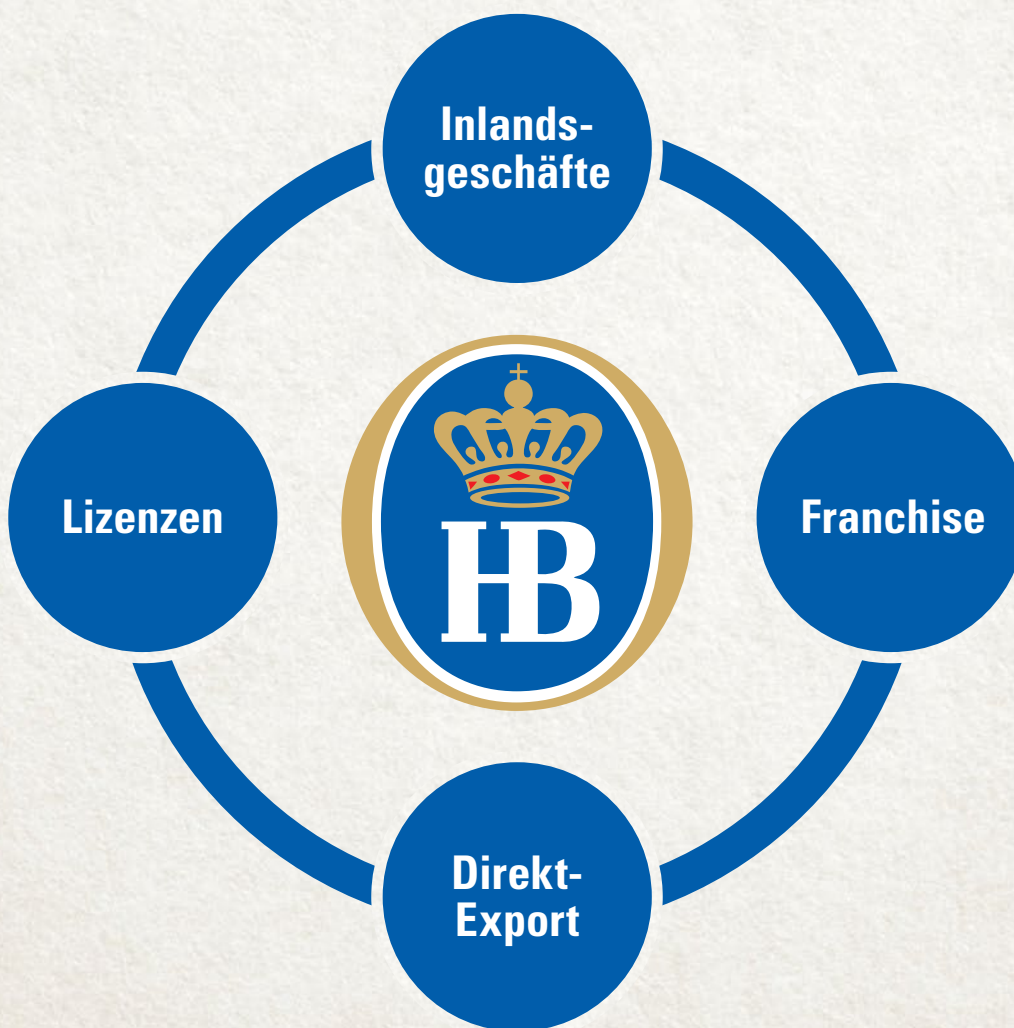 Inlands-
geschäfte
Lizenzen
HB
Franchise
Direkt-
Export